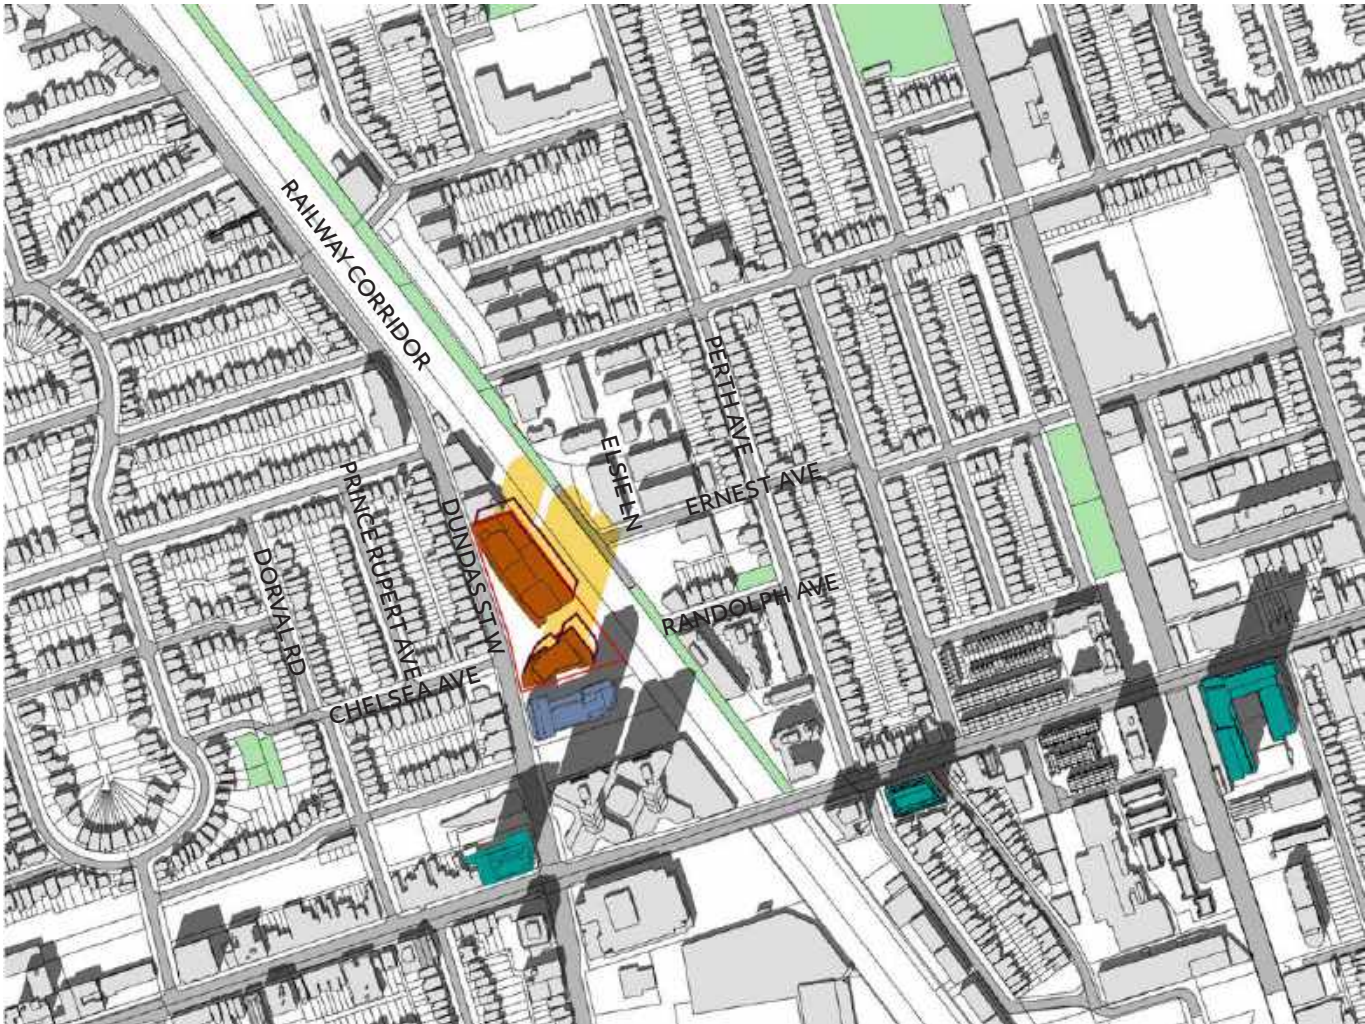 RAILWAY CORRIDOR
PERTH AVE
ELSIE LN
ERNEST AVE
PRINCE RUPERT AVE
DUNDAS ST W
DORVAL RD
RANDOLPH AVE
CHELSEA AVE